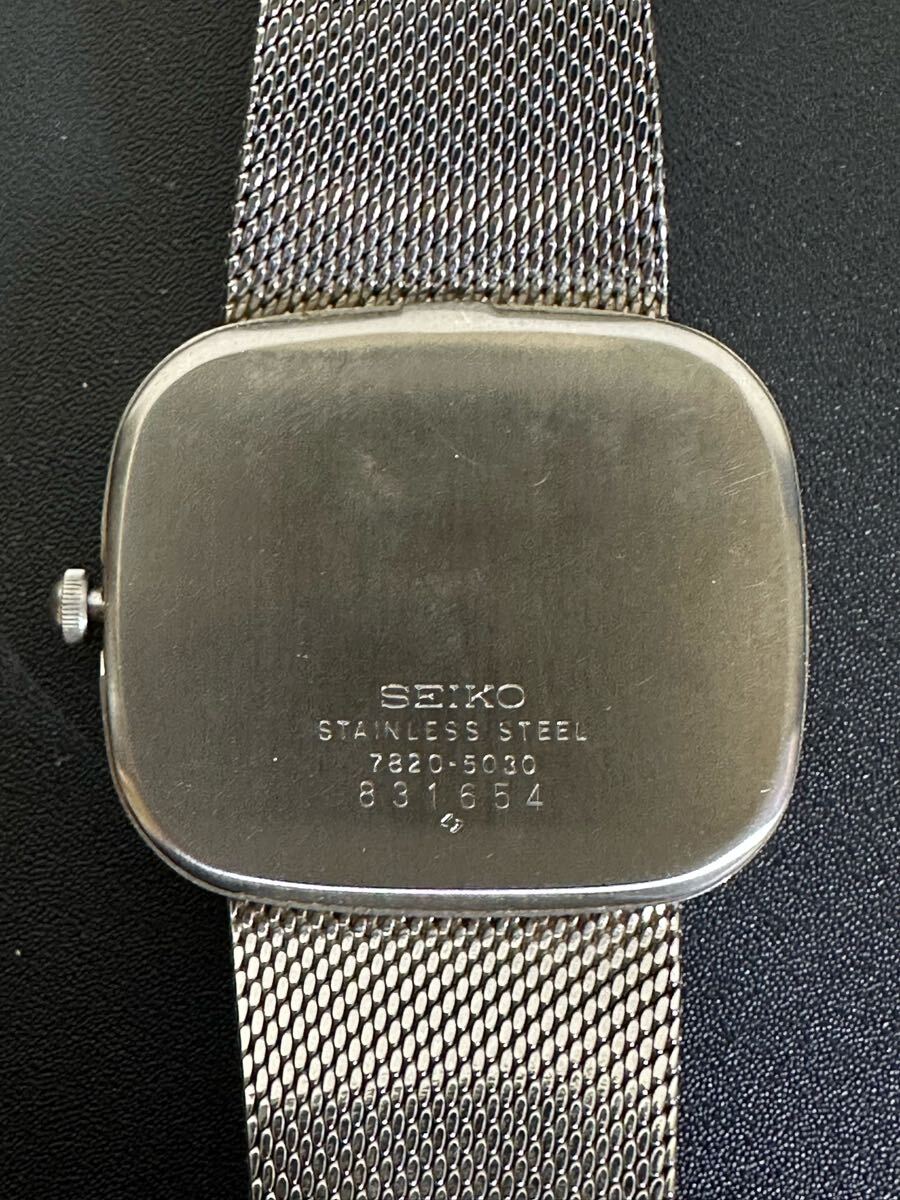 SEIKO
STAINLESS STEEL
7820-5030
831654